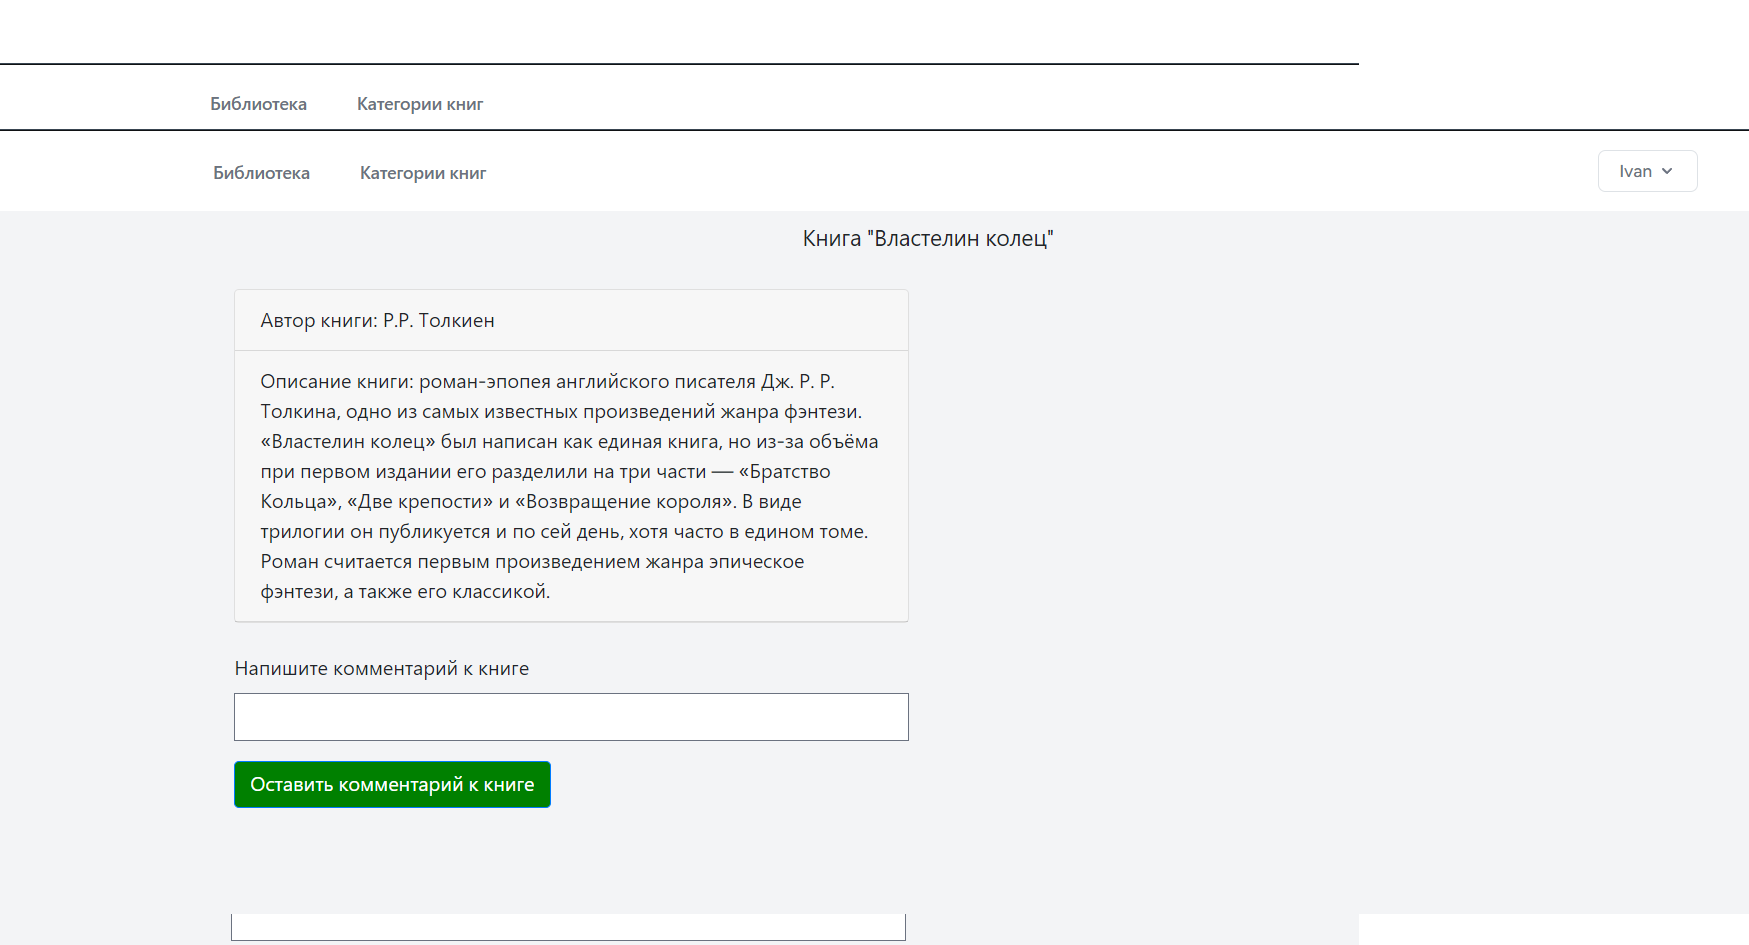 Библиотека Категории книг
Библиотека Категории книг Ivan
Книга "Властелин колец"
Автор книги: Р.Р. Толкиен
Описание книги: роман-эпопея английского писателя Дж. Р. Р.
Толкина, одно из самых известных произведений жанра фэнтези.
«Властелин колец» был написан как единая книга, но из-за объёма
при первом издании его разделили на три части — «Братство
Кольца», «Две крепости» и «Возвращение короля». В виде
трилогии он публикуется и по сей день, хотя часто в едином томе.
Роман считается первым произведением жанра эпическое
фэнтези, а также его классикой.
Напишите комментарий к книге
Оставить комментарий к книге